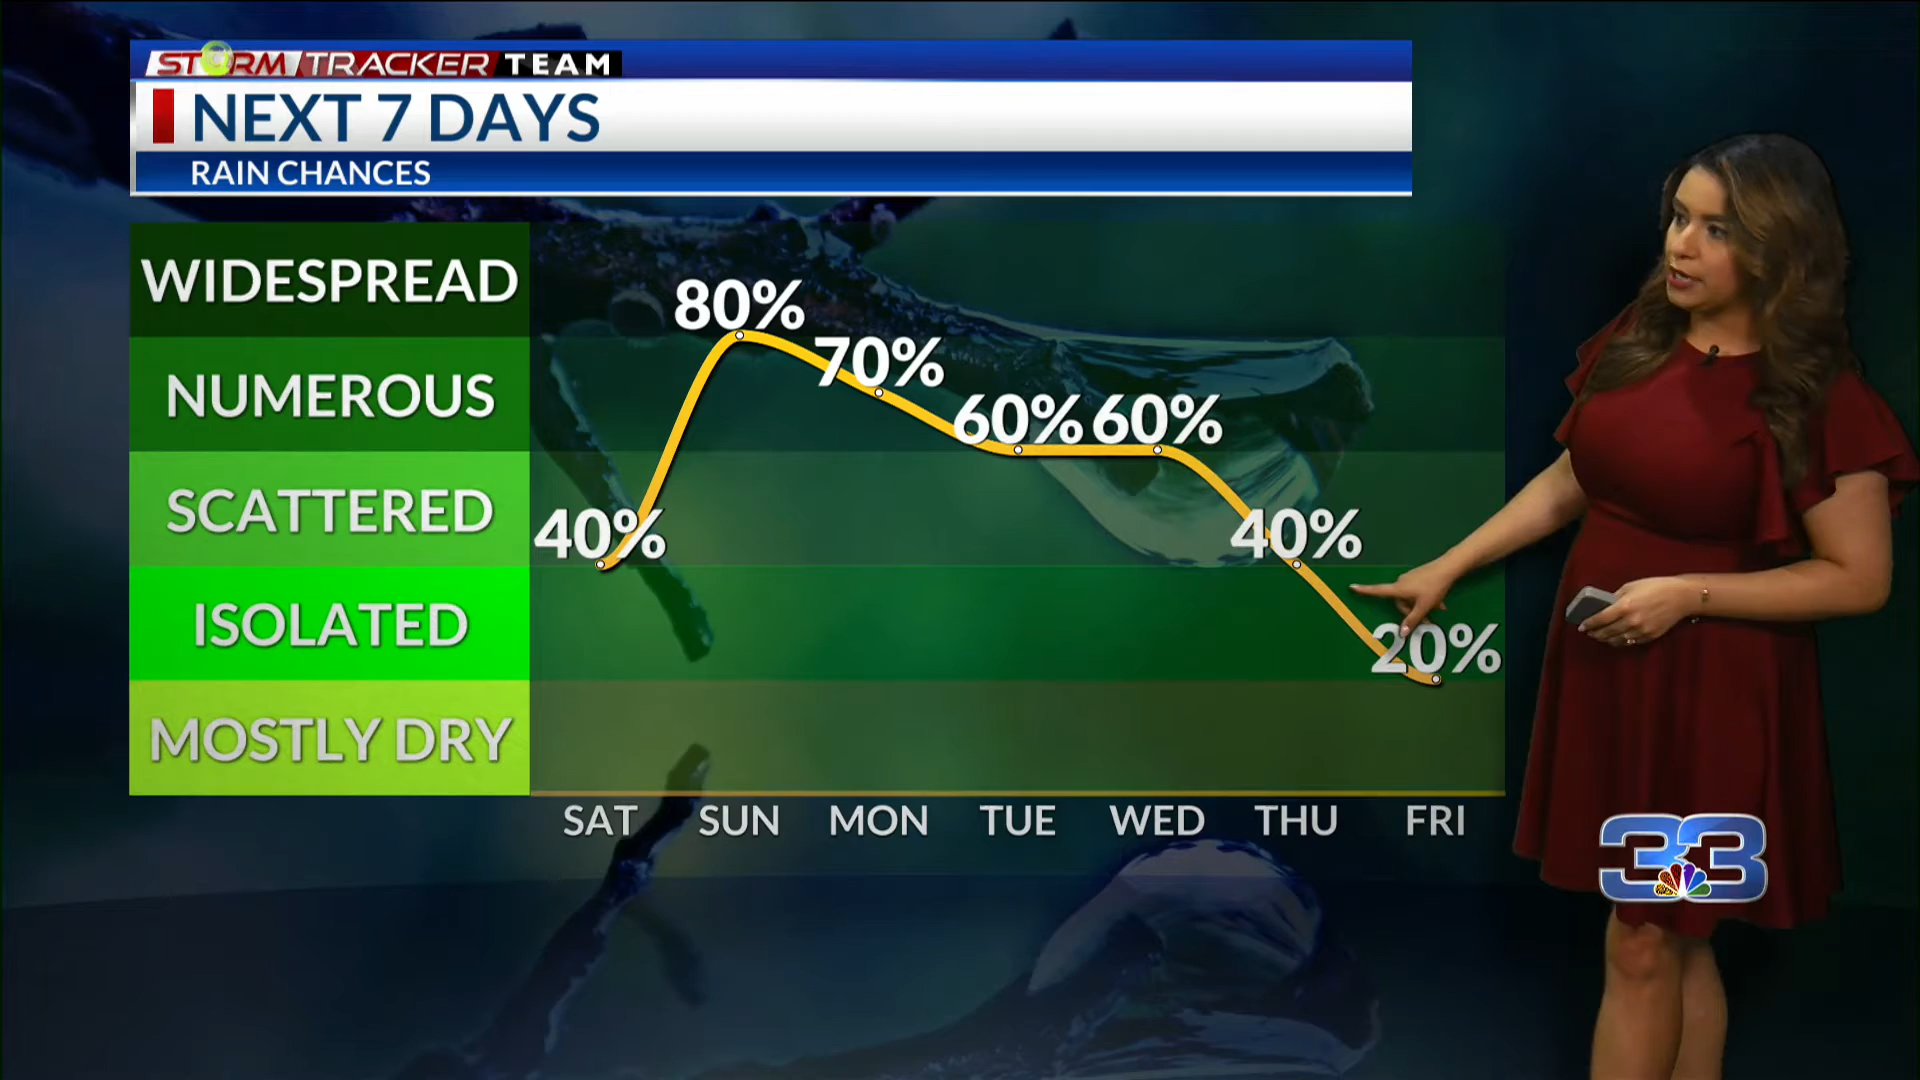 STORM TRACKER TEAM
NEXT 7 DAYS
RAIN CHANCES
WIDESPREAD
NUMEROUS
SCATTERED
ISOLATED
MOSTLY DRY
40% 80% 70% 60% 60% 40% 20%
SAT SUN MON TUE WED THU FRI
33